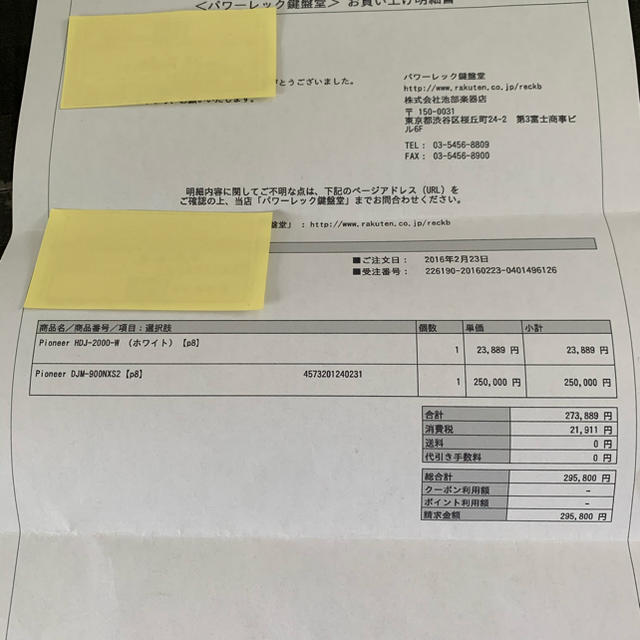 ＜パワーレック鍵盤堂＞ お買い上げ明細書
とうございました。
パワーレック鍵盤堂
http://www.rakuten.co.jp/reckb
株式会社池部楽器店
〒 150-0031
東京都渋谷区桜丘町24-2 第3富士商事ビ
ル6F
TEL： 03-5456-8809
FAX： 03-5456-8900
明細内容に関してご不明な点は、下記のページアドレス（URL）を
ご確認の上、当店「パワーレック鍵盤堂」までお問合わせください。
盤堂」：http://www.rakuten.co.jp/reckb
■ご注文日： 2016年2月23日
■受注番号： 226190-20160223-0401496126
商品名／商品番号／項目：選択肢 個数 単価 小計
Pioneer HDJ-2000-W （ホワイト）【p8】 1 23,889 円 23,889 円
Pioneer DJM-900NXS2【p8】 4573201240231 1 250,000 円 250,000 円
合計 273,889 円
消費税 21,911 円
送料 0 円
代引き手数料 0 円
総合計 295,800 円
クーポン利用額 -
ポイント利用額 -
請求金額 295,800 円